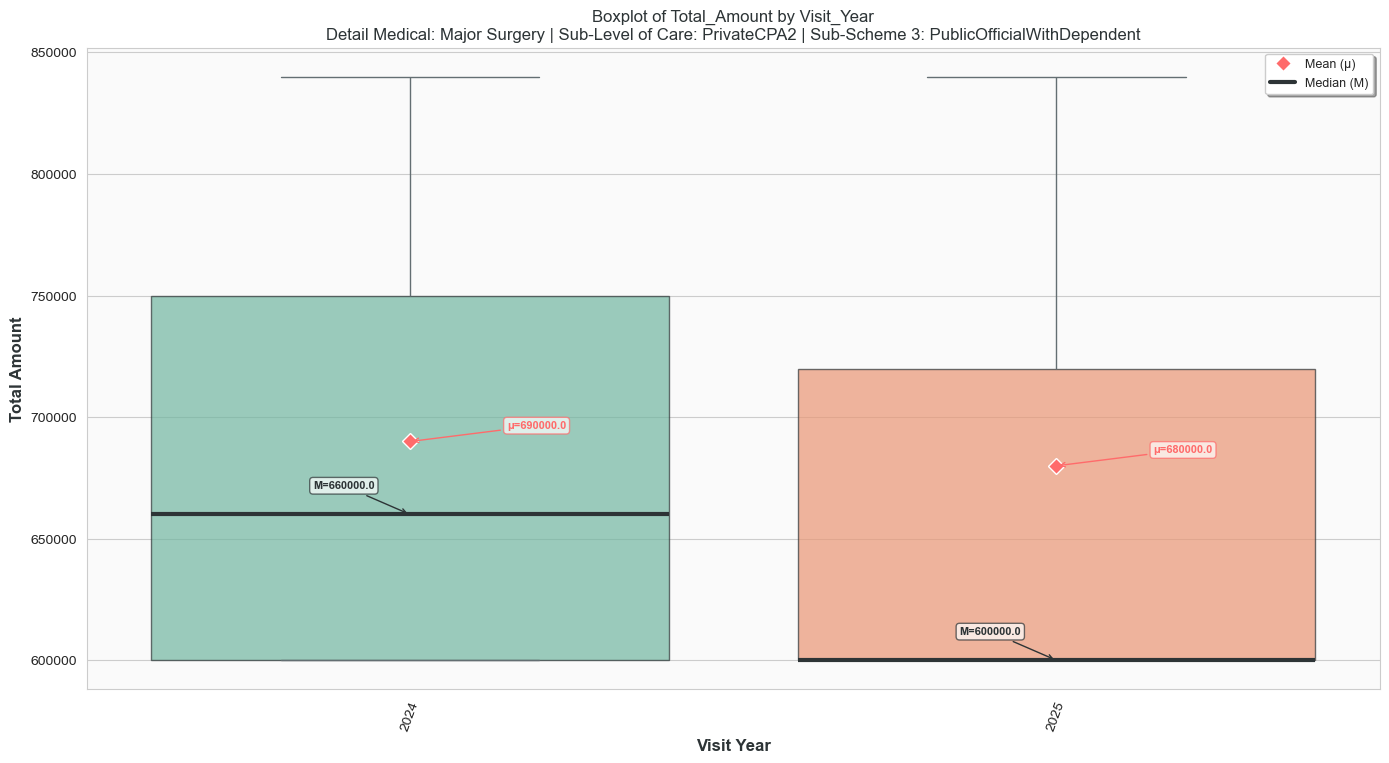 Boxplot of Total_Amount by Visit_Year
Detail Medical: Major Surgery | Sub-Level of Care: PrivateCPA2 | Sub-Scheme 3: PublicOfficialWithDependent
Mean (μ)
Median (M)
Total Amount
850000
800000
750000
700000
650000
600000
μ=690000.0
M=660000.0
μ=680000.0
M=600000.0
2024
2025
Visit Year